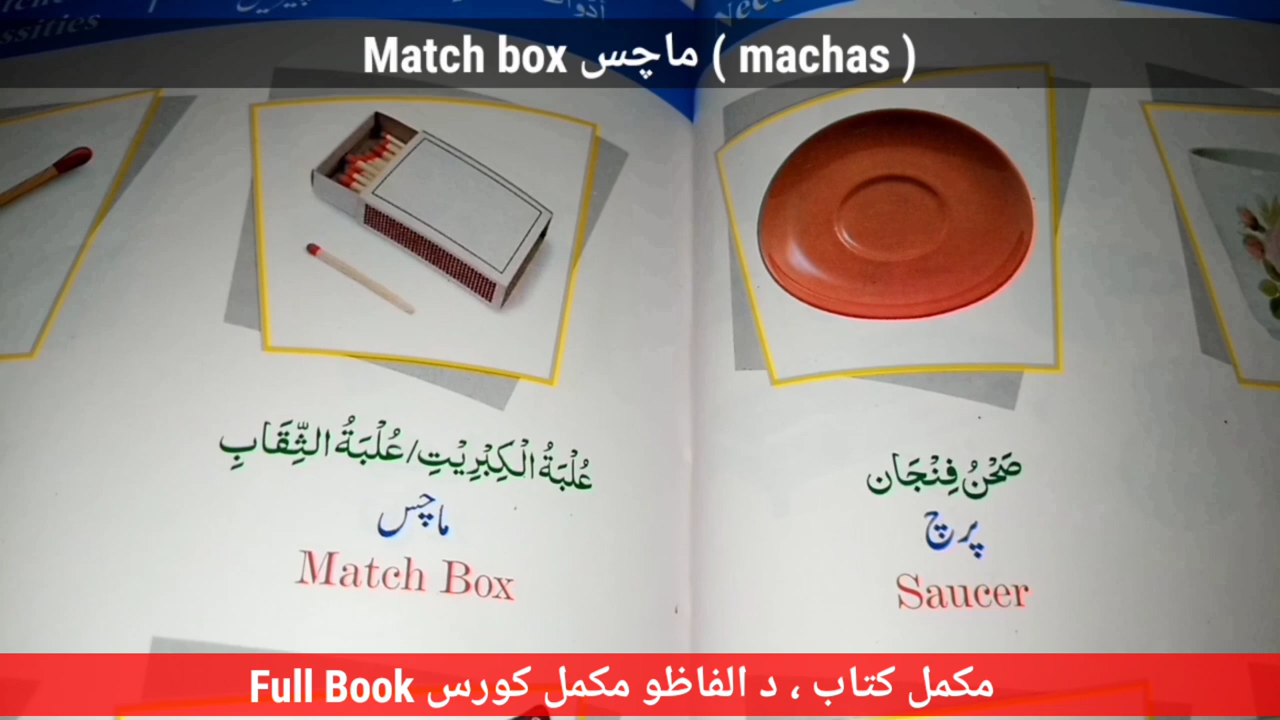 ssities
Match box ماچس ( machas )
عُلْبَةُ الْكِبْرِيْتِ/عُلْبَةُ الثِّقَابِ
ماچس
Match Box
صَحْنُ فِنْجَان
پرچ
Saucer
Full Book مکمل کتاب ، د الفاظو مکمل کورس